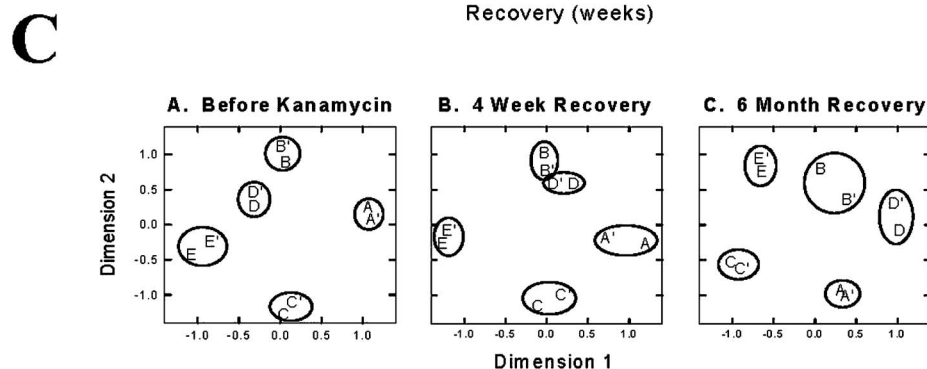 Recovery (weeks)
C
A. Before Kanamycin
B. 4 Week Recovery
C. 6 Month Recovery
Dimension 2
1.0
0.5
0.0
-0.5
-1.0
B'
B
D'
D
A
A'
E'
E
C'
C
B
B'
D' D
E'
E
A' A
C'
C
E'
E
B
B'
D'
D
C C'
A A'
-1.0 -0.5 0.0 0.5 1.0
-1.0 -0.5 0.0 0.5 1.0
-1.0 -0.5 0.0 0.5 1.0
Dimension 1